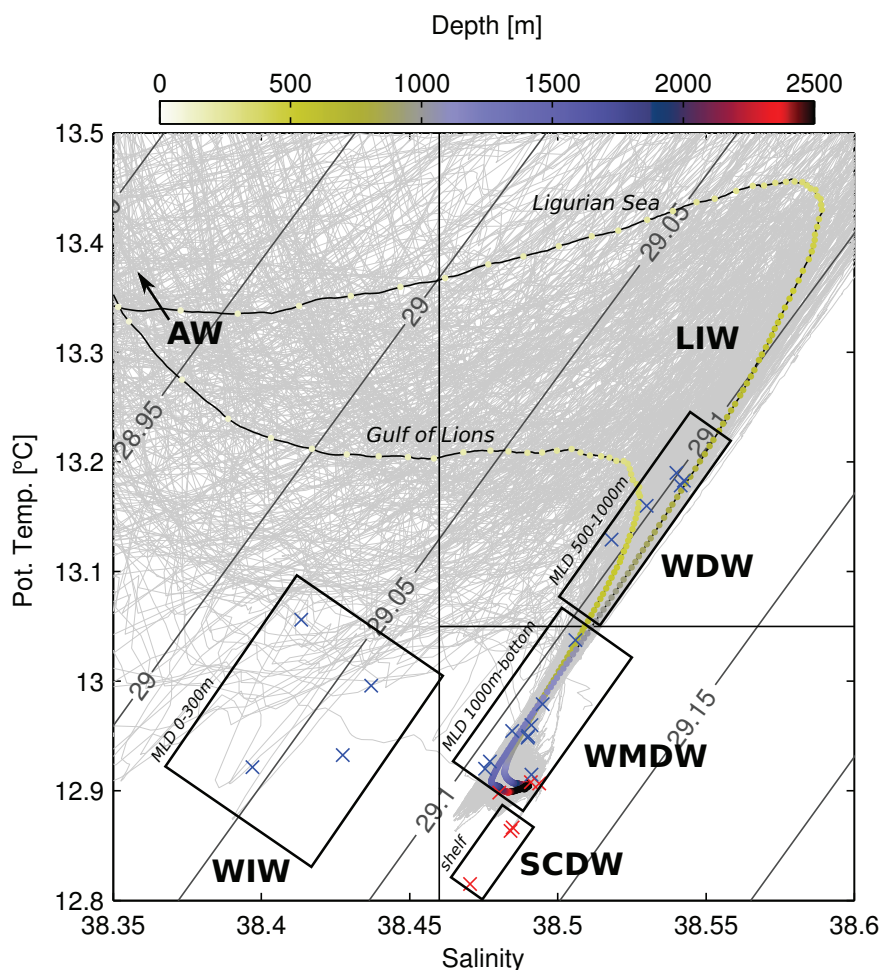 Depth [m]
0 500 1000 1500 2000 2500
13.5
13.4
13.3
13.2
13.1
13
12.9
12.8
Pot. Temp. [°C]
Ligurian Sea
29.05
AW
29
LIW
28.95
Gulf of Lions
29.1
MLD 500-1000m
WDW
29.05
29
MLD 0-300m
MLD 1000m-bottom
29.15
WMDW
29.1
WIW
shelf
SCDW
38.35 38.4 38.45 38.5 38.55 38.6
Salinity